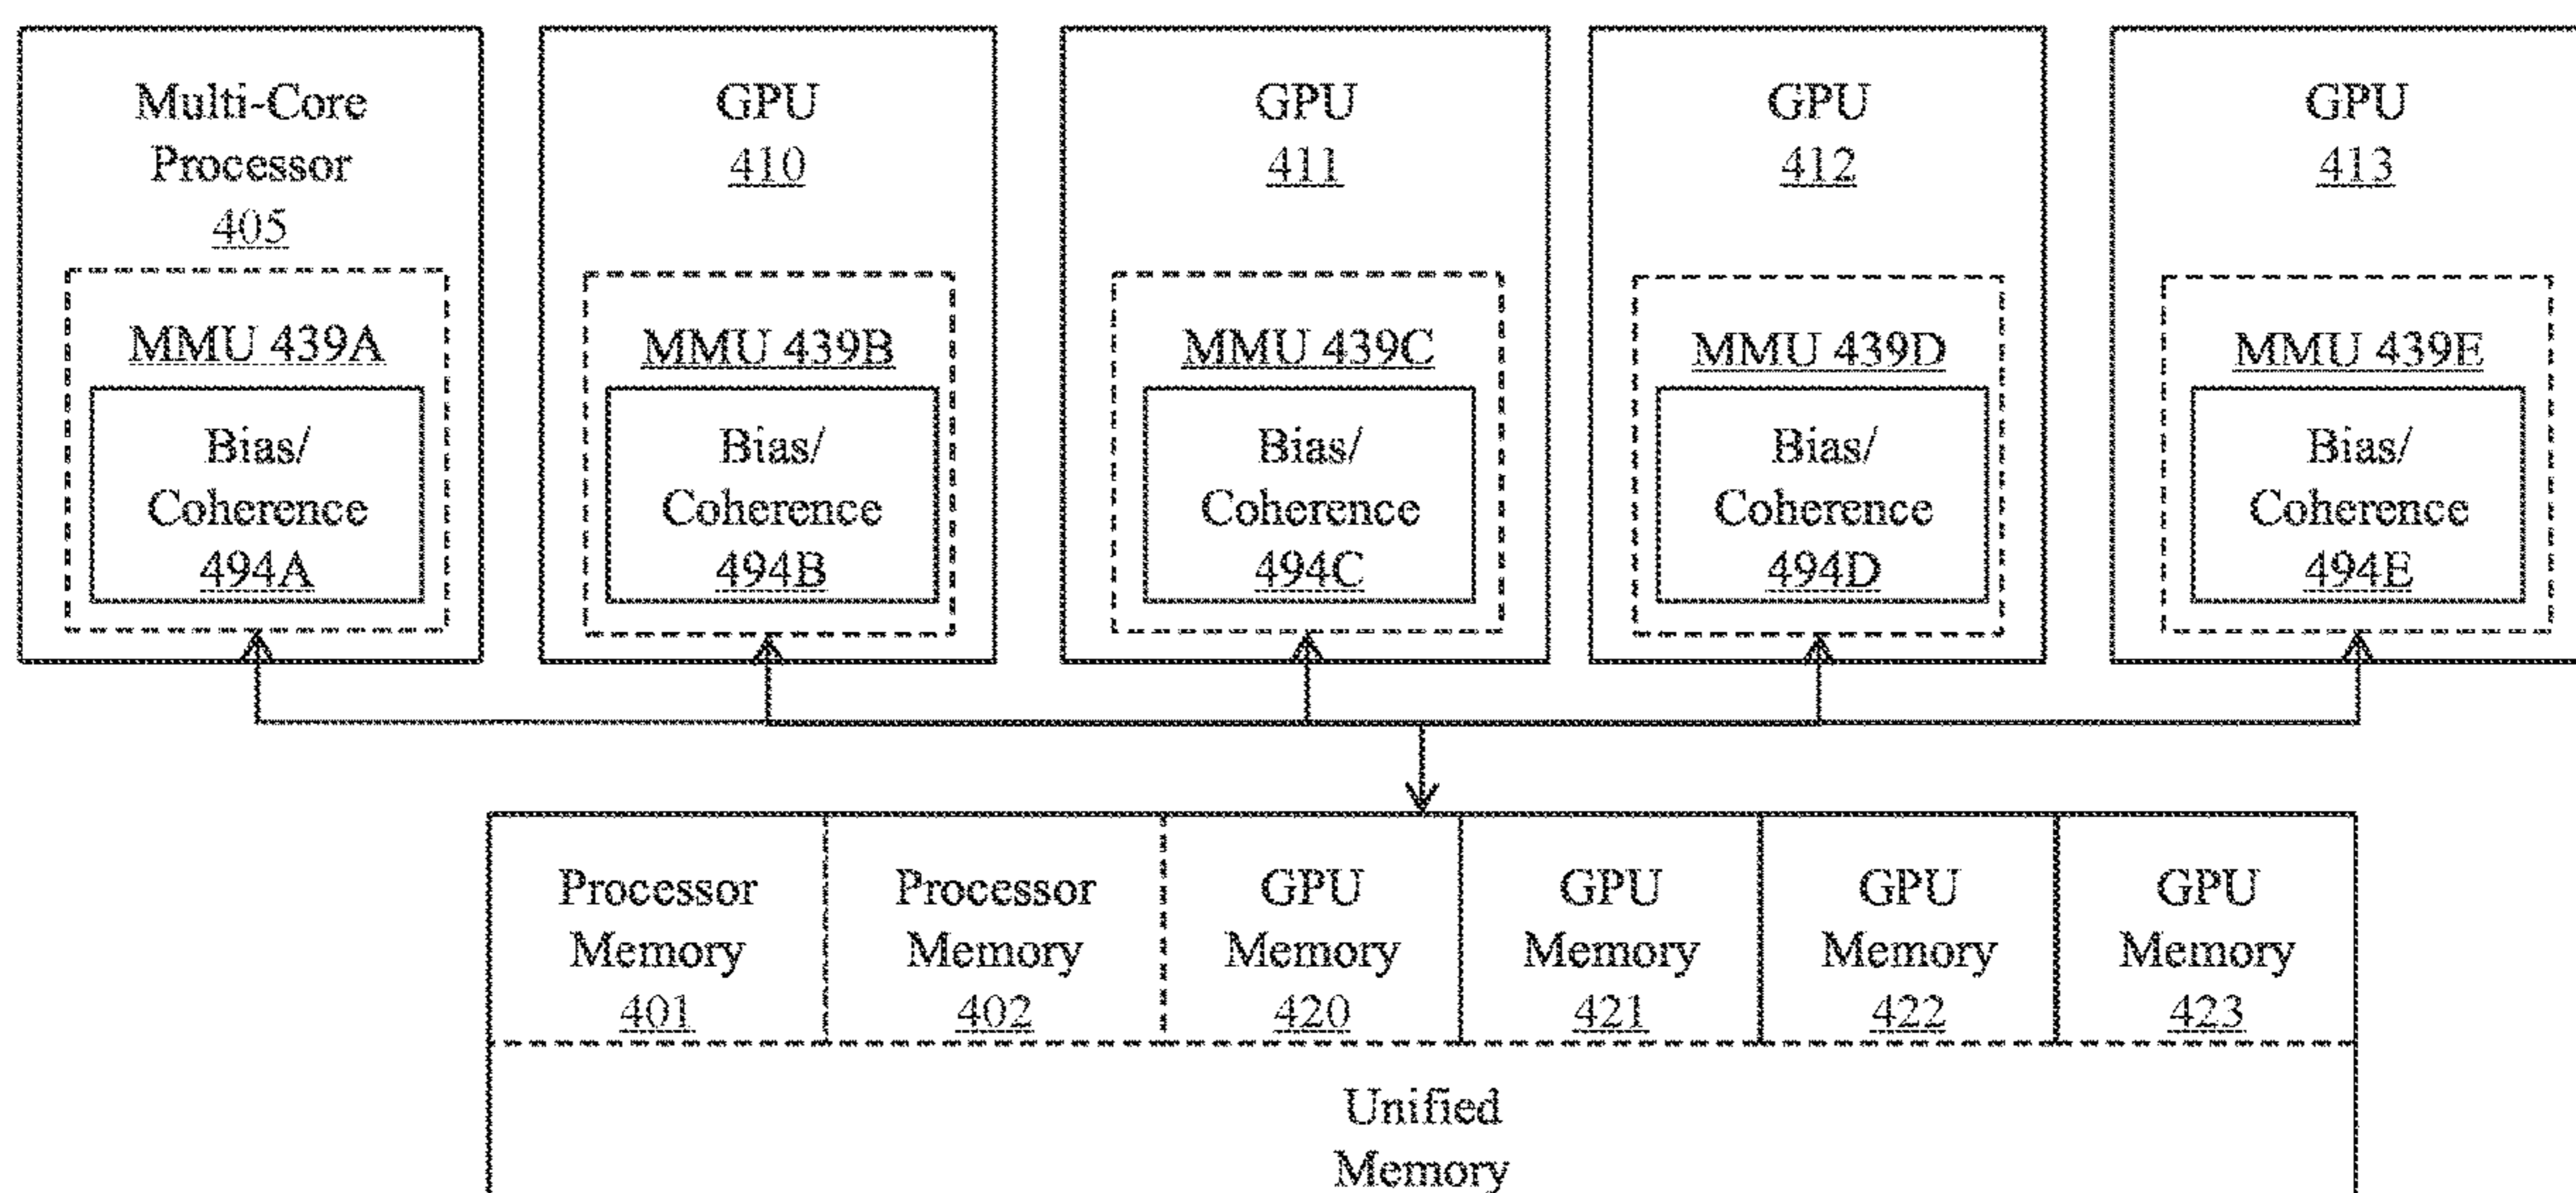 Multi-Core
Processor
405
MMU 439A
Bias/
Coherence
494A
GPU
410
MMU 439B
Bias/
Coherence
494B
GPU
411
MMU 439C
Bias/
Coherence
494C
GPU
412
MMU 439D
Bias/
Coherence
494D
GPU
413
MMU 439E
Bias/
Coherence
494E
Processor
Memory
401
Processor
Memory
402
GPU
Memory
420
GPU
Memory
421
GPU
Memory
422
GPU
Memory
423
Unified
Memory